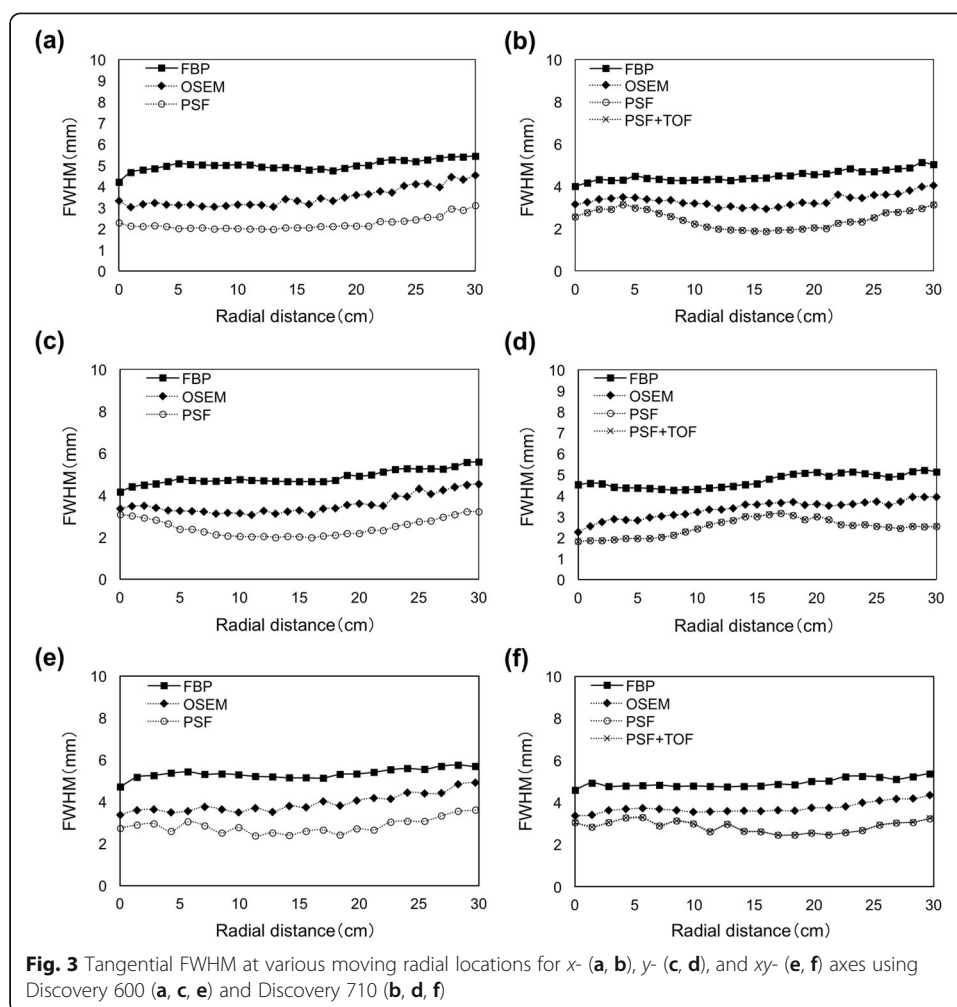 (a)
10
9
8
7
6
5
4
3
2
1
0
FWHM(mm)
FBP
OSEM
PSF
0 5 10 15 20 25 30
Radial distance(cm)
(b)
10
8
6
4
2
0
FWHM(mm)
FBP
OSEM
PSF
PSF+TOF
0 5 10 15 20 25 30
Radial distance(cm)
(c)
10
8
6
4
2
0
FWHM(mm)
FBP
OSEM
PSF
0 5 10 15 20 25 30
Radial distance(cm)
(d)
10
9
8
7
6
5
4
3
2
1
0
FWHM(mm)
FBP
OSEM
PSF
PSF+TOF
0 5 10 15 20 25 30
Radial distance(cm)
(e)
10
8
6
4
2
0
FWHM(mm)
FBP
OSEM
PSF
0 5 10 15 20 25 30
Radial distance(cm)
(f)
10
8
6
4
2
0
FWHM(mm)
FBP
OSEM
PSF
PSF+TOF
0 5 10 15 20 25 30
Radial distance(cm)
Fig. 3 Tangential FWHM at various moving radial locations for x- (a, b), y- (c, d), and xy- (e, f) axes using
Discovery 600 (a, c, e) and Discovery 710 (b, d, f)